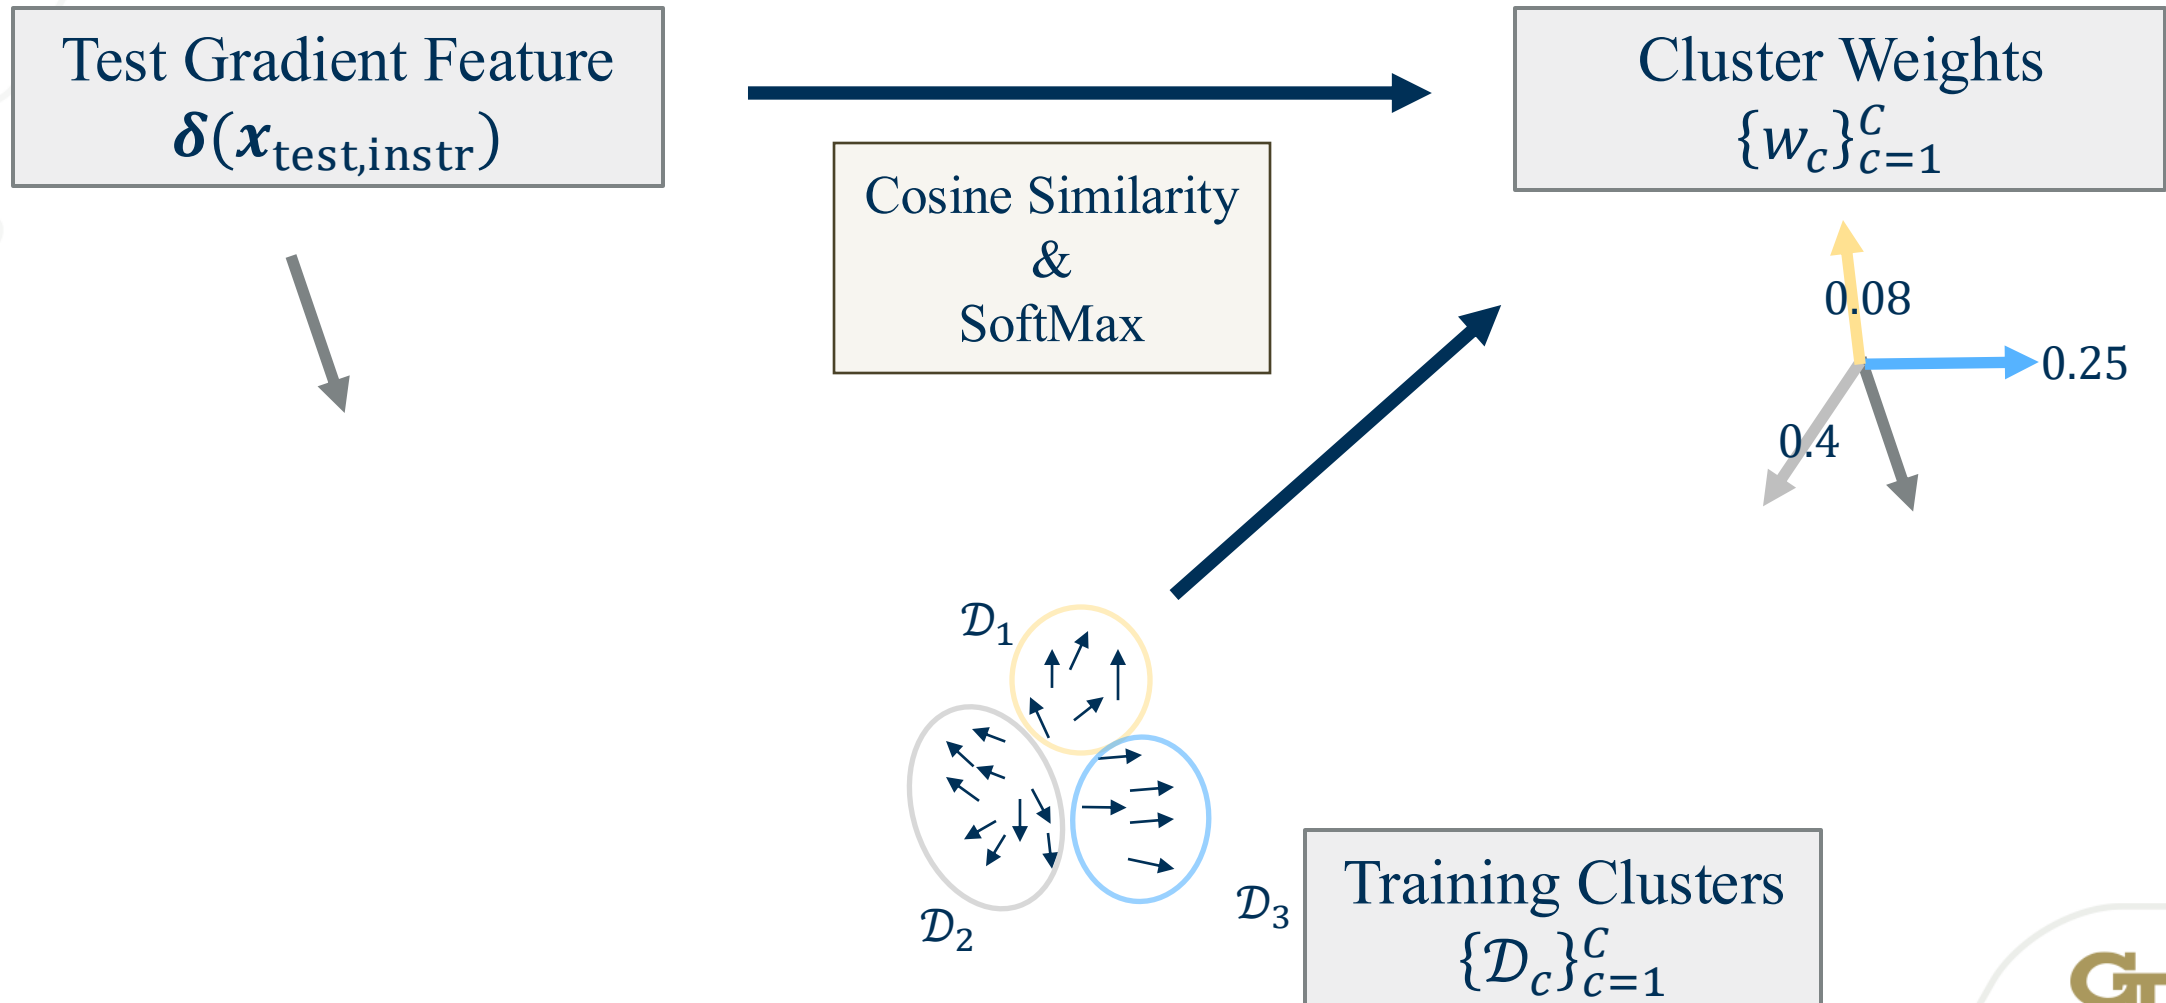 Test Gradient Feature
𝜹(𝒙_test,instr)
Cosine Similarity
&
SoftMax
Cluster Weights
{w_c}_{c=1}^C
0.08
0.25
0.4
𝒟_1
𝒟_2
𝒟_3
Training Clusters
{𝒟_c}_{c=1}^C
GT